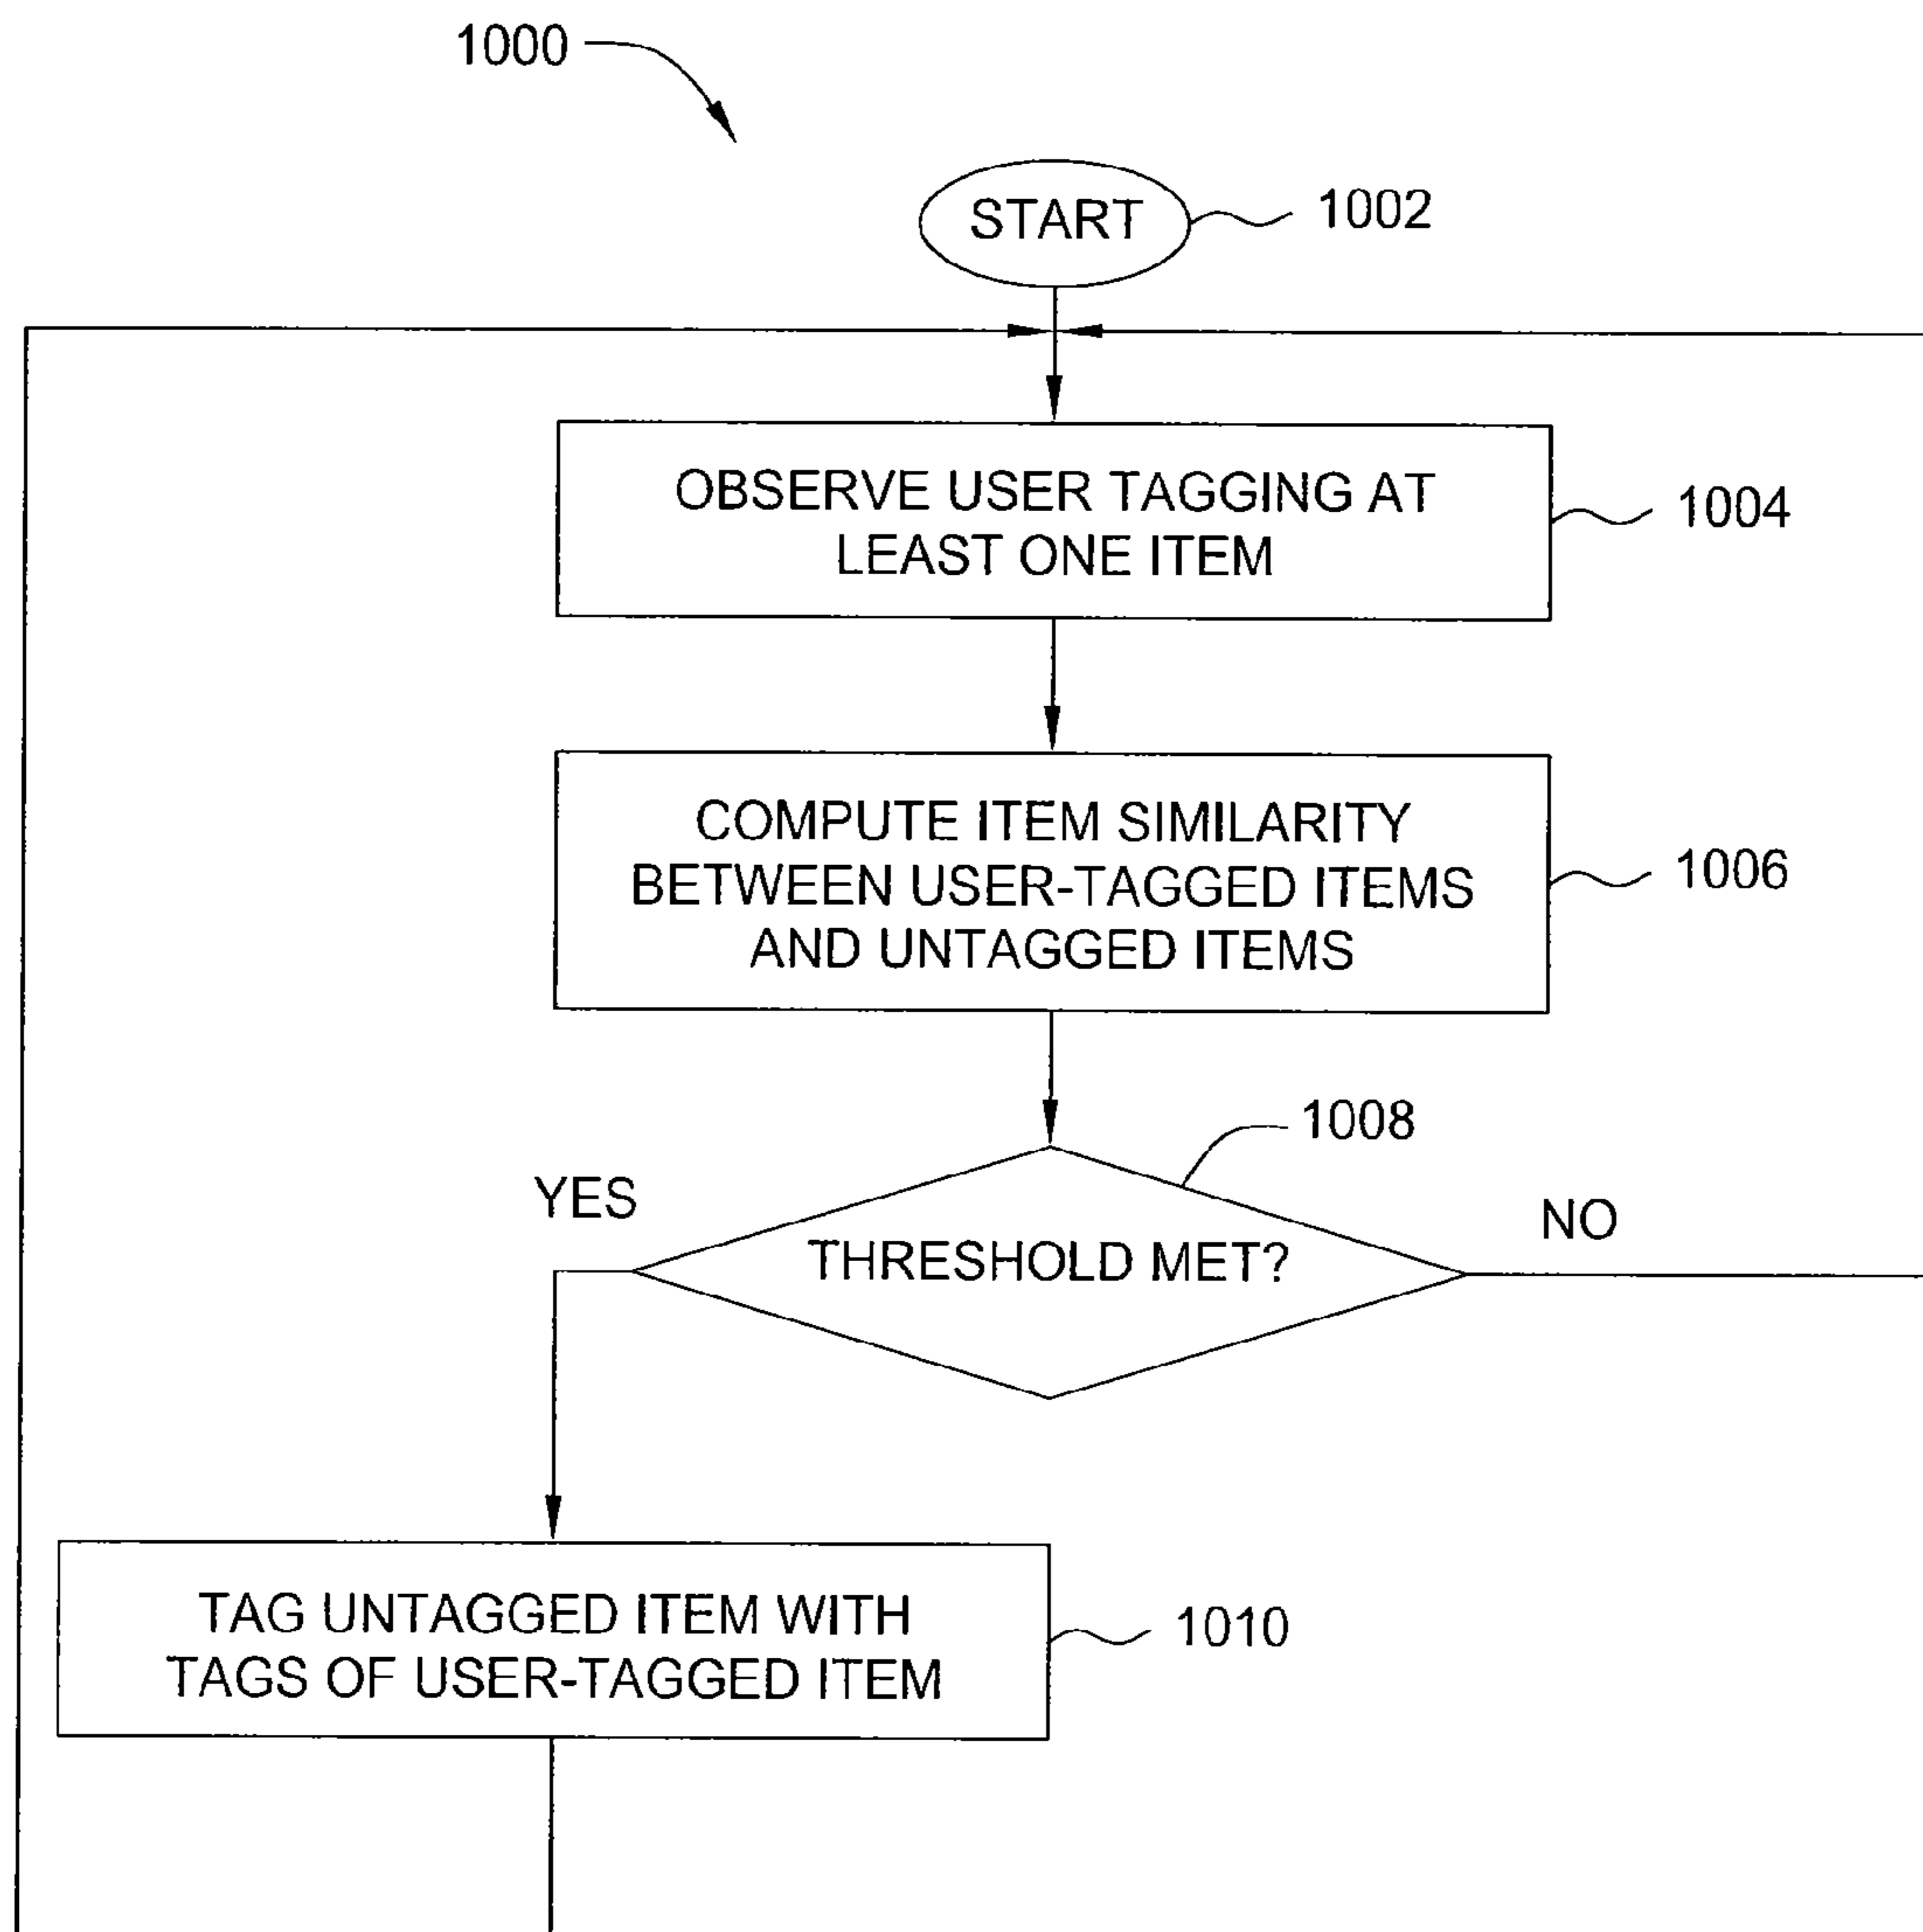 1000
START
1002
OBSERVE USER TAGGING AT
LEAST ONE ITEM
1004
COMPUTE ITEM SIMILARITY
BETWEEN USER-TAGGED ITEMS
AND UNTAGGED ITEMS
1006
1008
YES
NO
THRESHOLD MET?
TAG UNTAGGED ITEM WITH
TAGS OF USER-TAGGED ITEM
1010